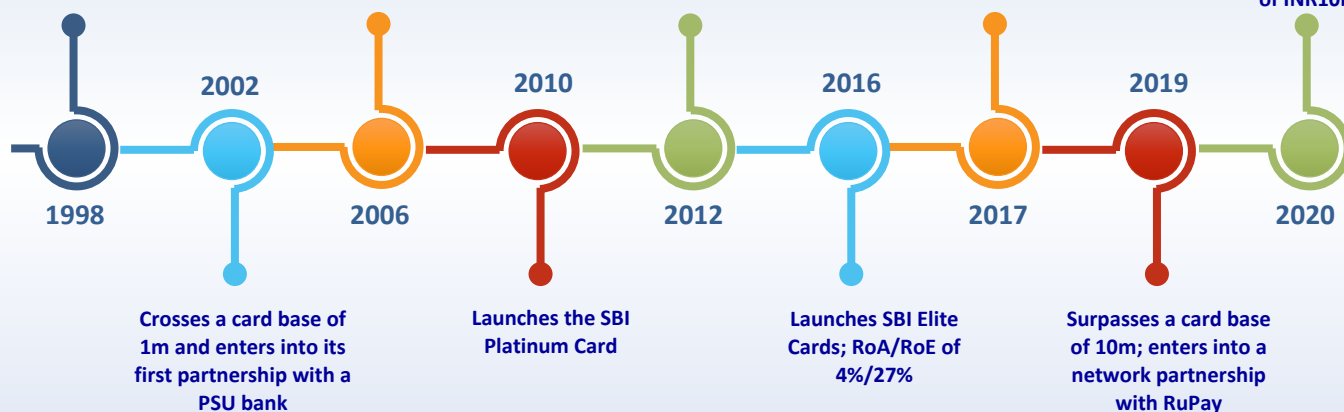 of INR10
2002
2010
2016
2019
1998
2006
2012
2017
2020
Crosses a card base of
1m and enters into its
first partnership with a
PSU bank
Launches the SBI
Platinum Card
Launches SBI Elite
Cards; RoA/RoE of
4%/27%
Surpasses a card base
of 10m; enters into a
network partnership
with RuPay